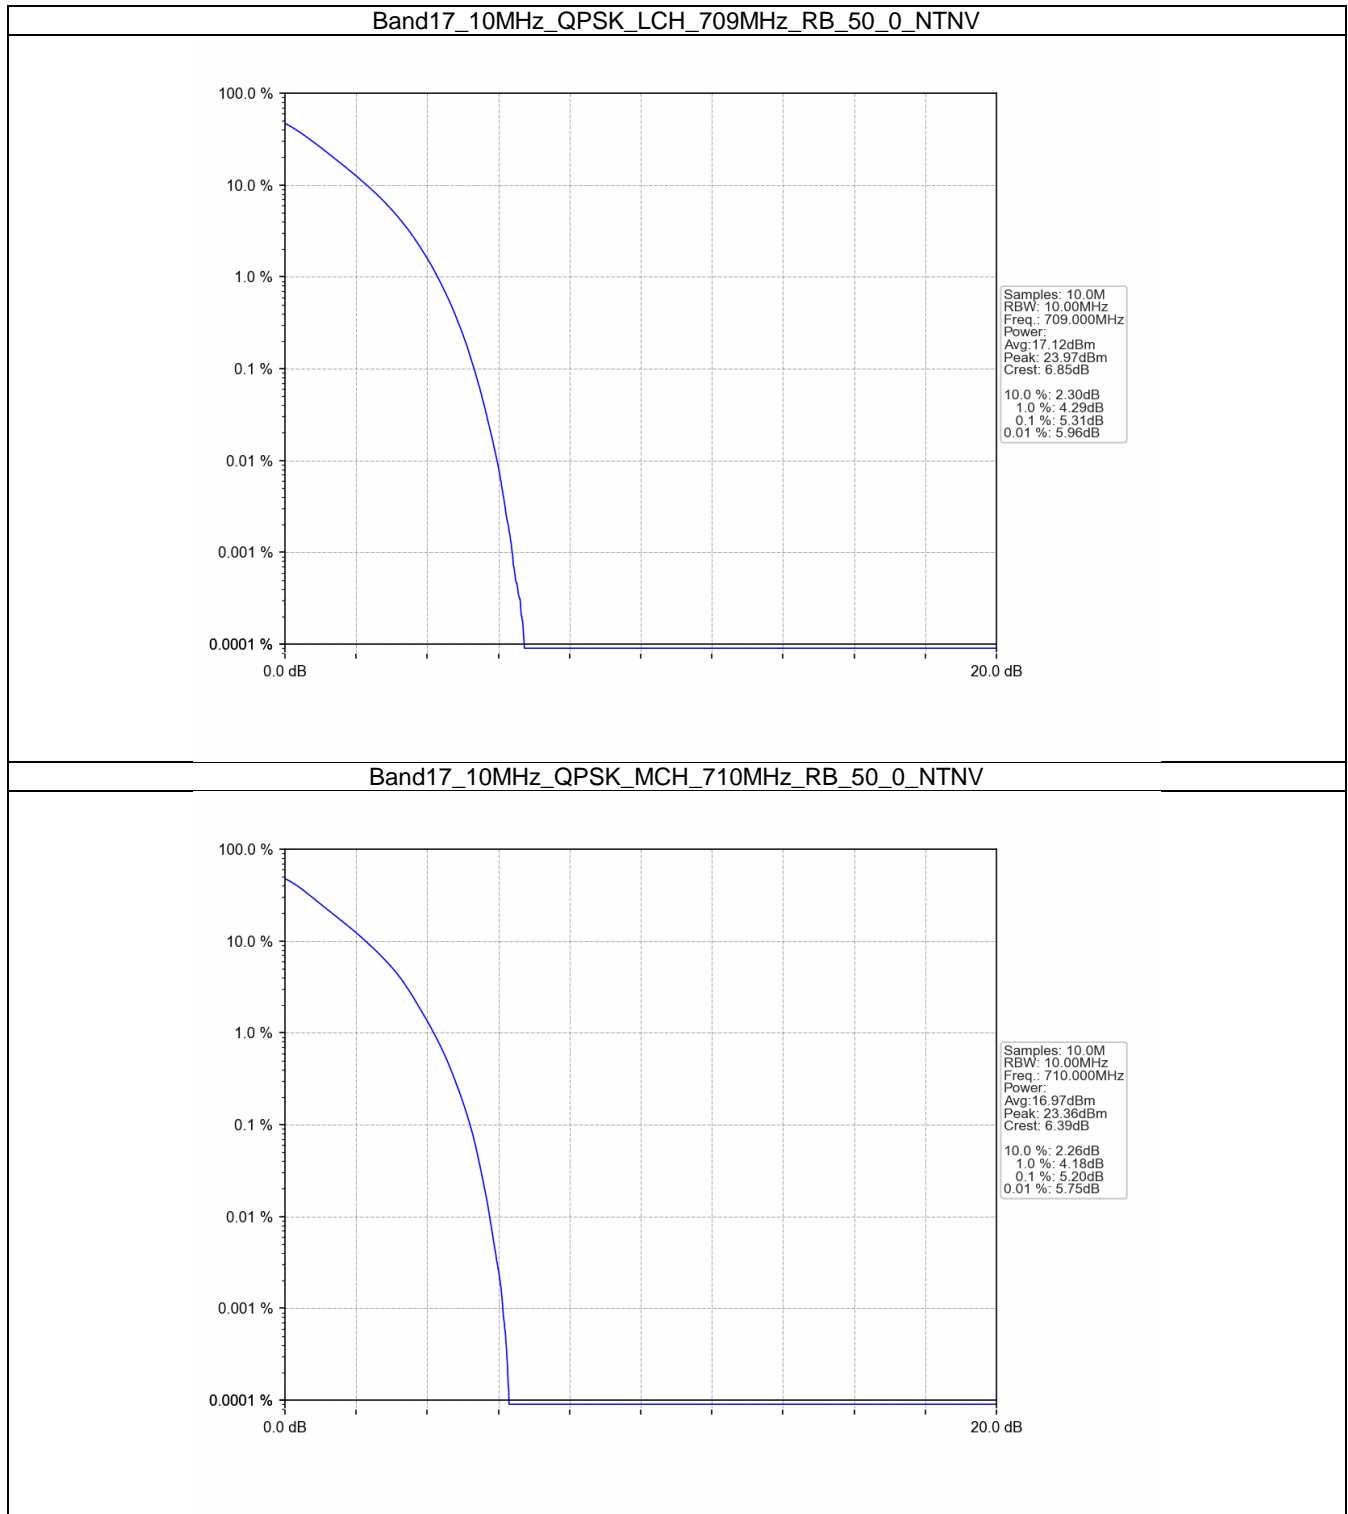 Band17_10MHz_QPSK_LCH_709MHz_RB_50_0_NTNV
100.0 %
10.0 %
1.0 %
0.1 %
0.01 %
0.001 %
0.0001 %
0.0 dB
20.0 dB
Samples: 10.0M
RBW: 10.00MHz
Freq.: 709.000MHz
Power:
Avg:17.12dBm
Peak: 23.97dBm
Crest: 6.85dB
10.0 %: 2.30dB
1.0 %: 4.29dB
0.1 %: 5.31dB
0.01 %: 5.96dB
Band17_10MHz_QPSK_MCH_710MHz_RB_50_0_NTNV
100.0 %
10.0 %
1.0 %
0.1 %
0.01 %
0.001 %
0.0001 %
0.0 dB
20.0 dB
Samples: 10.0M
RBW: 10.00MHz
Freq.: 710.000MHz
Power:
Avg:16.97dBm
Peak: 23.36dBm
Crest: 6.39dB
10.0 %: 2.26dB
1.0 %: 4.18dB
0.1 %: 5.20dB
0.01 %: 5.75dB